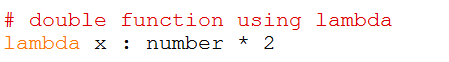 # double function using lambda
lambda x : number * 2